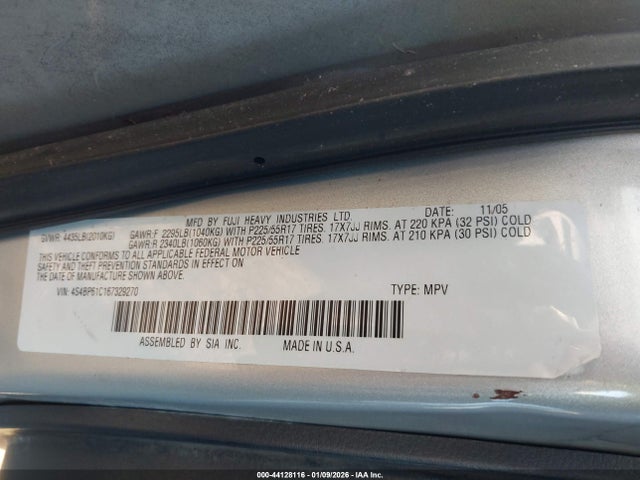 MFD BY FUJI HEAVY INDUSTRIES LTD. DATE: 11/05
GVWR: 4435LB(2010KG) GAWR:F 2295LB(1040KG) WITH P225/55R17 TIRES. 17X7JJ RIMS. AT 220 KPA (32 PSI) COLD
GAWR:R 2340LB(1060KG) WITH P225/55R17 TIRES. 17X7JJ RIMS. AT 210 KPA (30 PSI) COLD
THIS VEHICLE CONFORMS TO ALL APPLICABLE FEDERAL MOTOR VEHICLE
SAFETY AND THEFT PREVENTION STANDARDS IN EFFECT ON
THE DATE OF MANUFACTURE SHOWN ABOVE.
VIN: 4S4BP61C167329270 TYPE: MPV
ASSEMBLED BY SIA INC. MADE IN U.S.A.
000-44128116 | 01/09/2026 | IAA Inc.